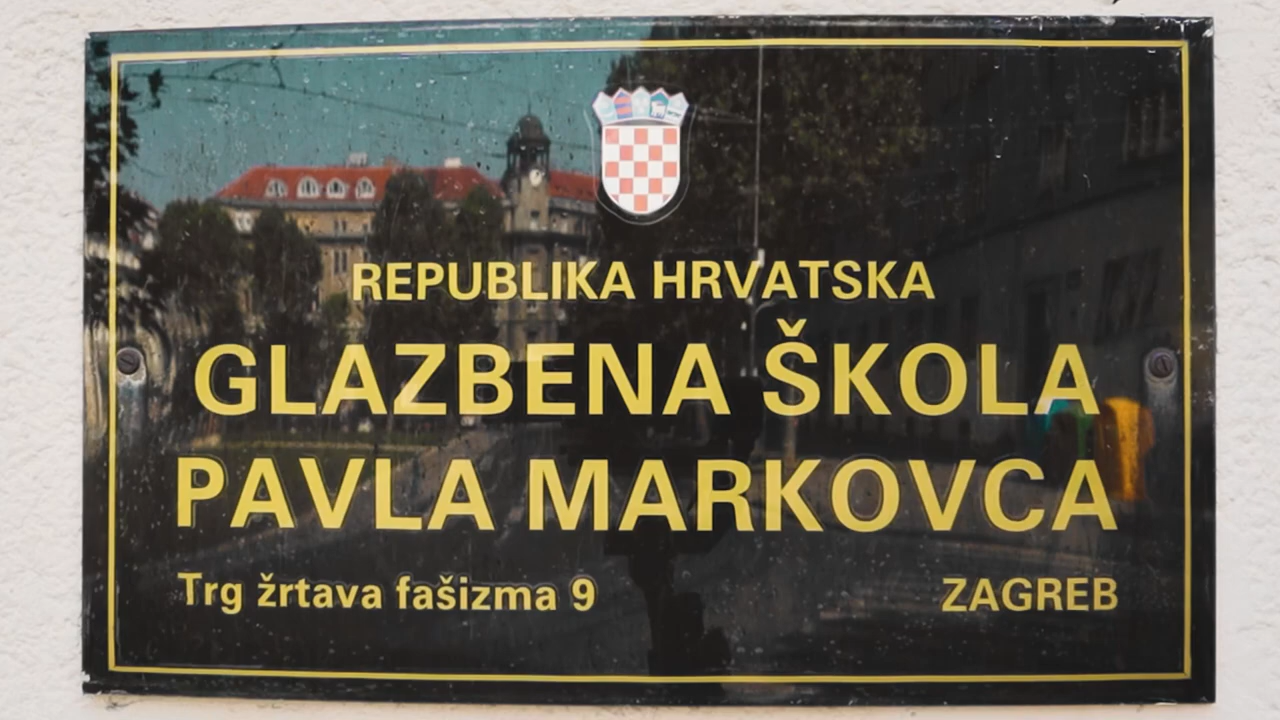 REPUBLIKA HRVATSKA
GLAZBENA ŠKOLA
PAVLA MARKOVCA
Trg žrtava fašizma 9 ZAGREB